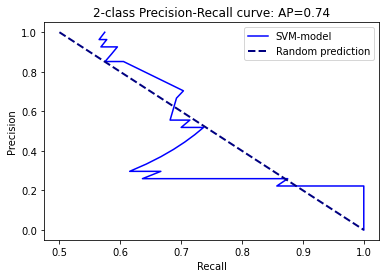 2-class Precision-Recall curve: AP=0.74
SVM-model
Random prediction
Precision
1.0
0.8
0.6
0.4
0.2
0.0
0.5
0.6
0.7
0.8
0.9
1.0
Recall